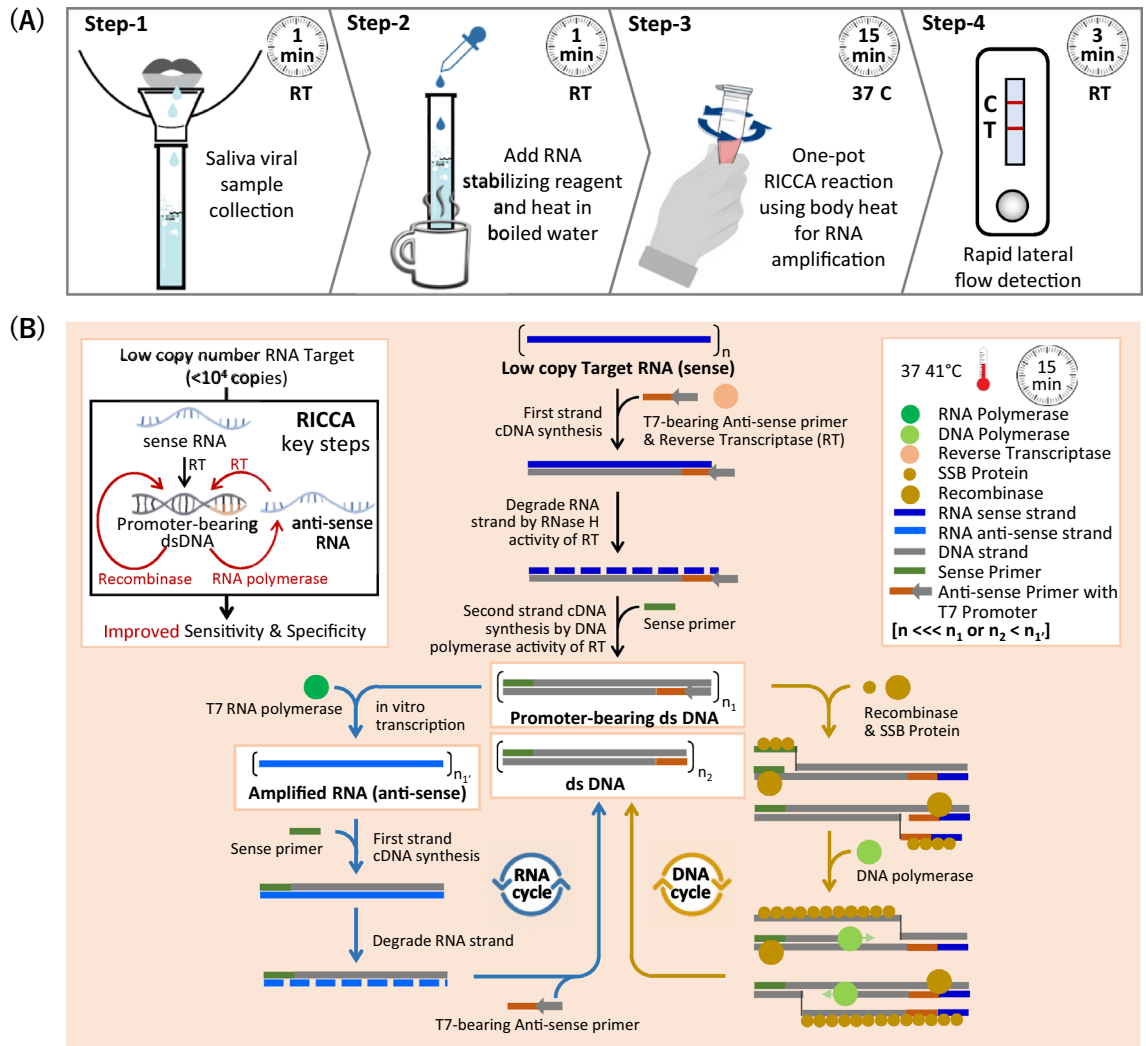 (A)
Step-1
1
min
RT
Saliva viral
sample
collection
Step-2
1
min
RT
Add RNA
stabilizing reagent
and heat in
boiled water
Step-3
15
min
37 C
One-pot
RICCA reaction
using body heat
for RNA
amplification
Step-4
3
min
RT
C
T
Rapid lateral
flow detection
(B)
Low copy number RNA Target
(<10⁴ copies)
RICCA
key steps
sense RNA
RT
RT
Promoter-bearing
dsDNA
anti-sense
RNA
Recombinase
RNA polymerase
Improved Sensitivity & Specificity
n
Low copy Target RNA (sense)
First strand
cDNA synthesis
T7-bearing Anti-sense primer
& Reverse Transcriptase (RT)
Degrade RNA
strand by RNase H
activity of RT
Second strand cDNA
synthesis by DNA
polymerase activity of RT
Sense primer
37 41°C
15
min
RNA Polymerase
DNA Polymerase
Reverse Transcriptase
SSB Protein
Recombinase
RNA sense strand
RNA anti-sense strand
DNA strand
Sense Primer
Anti-sense Primer with
T7 Promoter
[n <<< n₁ or n₂ < n₁′]
T7 RNA polymerase
in vitro
transcription
n₁
Promoter-bearing ds DNA
n₂
ds DNA
Recombinase
& SSB Protein
n₁′
Amplified RNA (anti-sense)
Sense primer
First strand
cDNA synthesis
RNA
cycle
DNA
cycle
DNA polymerase
Degrade RNA strand
T7-bearing Anti-sense primer